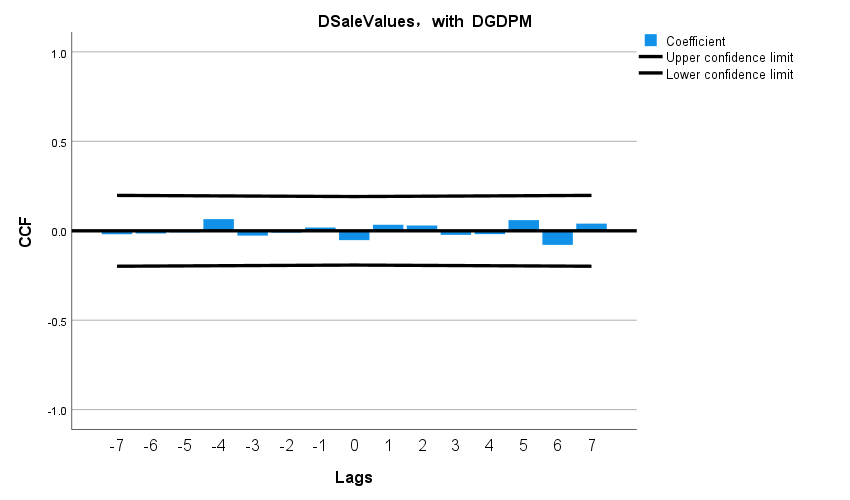 DSaleValues, with DGDPM
Coefficient
Upper confidence limit
Lower confidence limit
1.0
0.5
0.0
-0.5
-1.0
CCF
-7 -6 -5 -4 -3 -2 -1 0 1 2 3 4 5 6 7
Lags